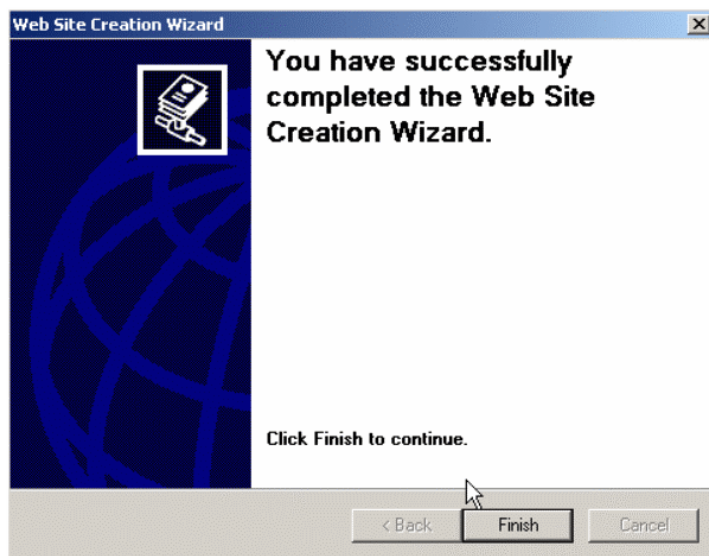 Web Site Creation Wizard
You have successfully
completed the Web Site
Creation Wizard.
Click Finish to continue.
< Back
Finish
Cancel